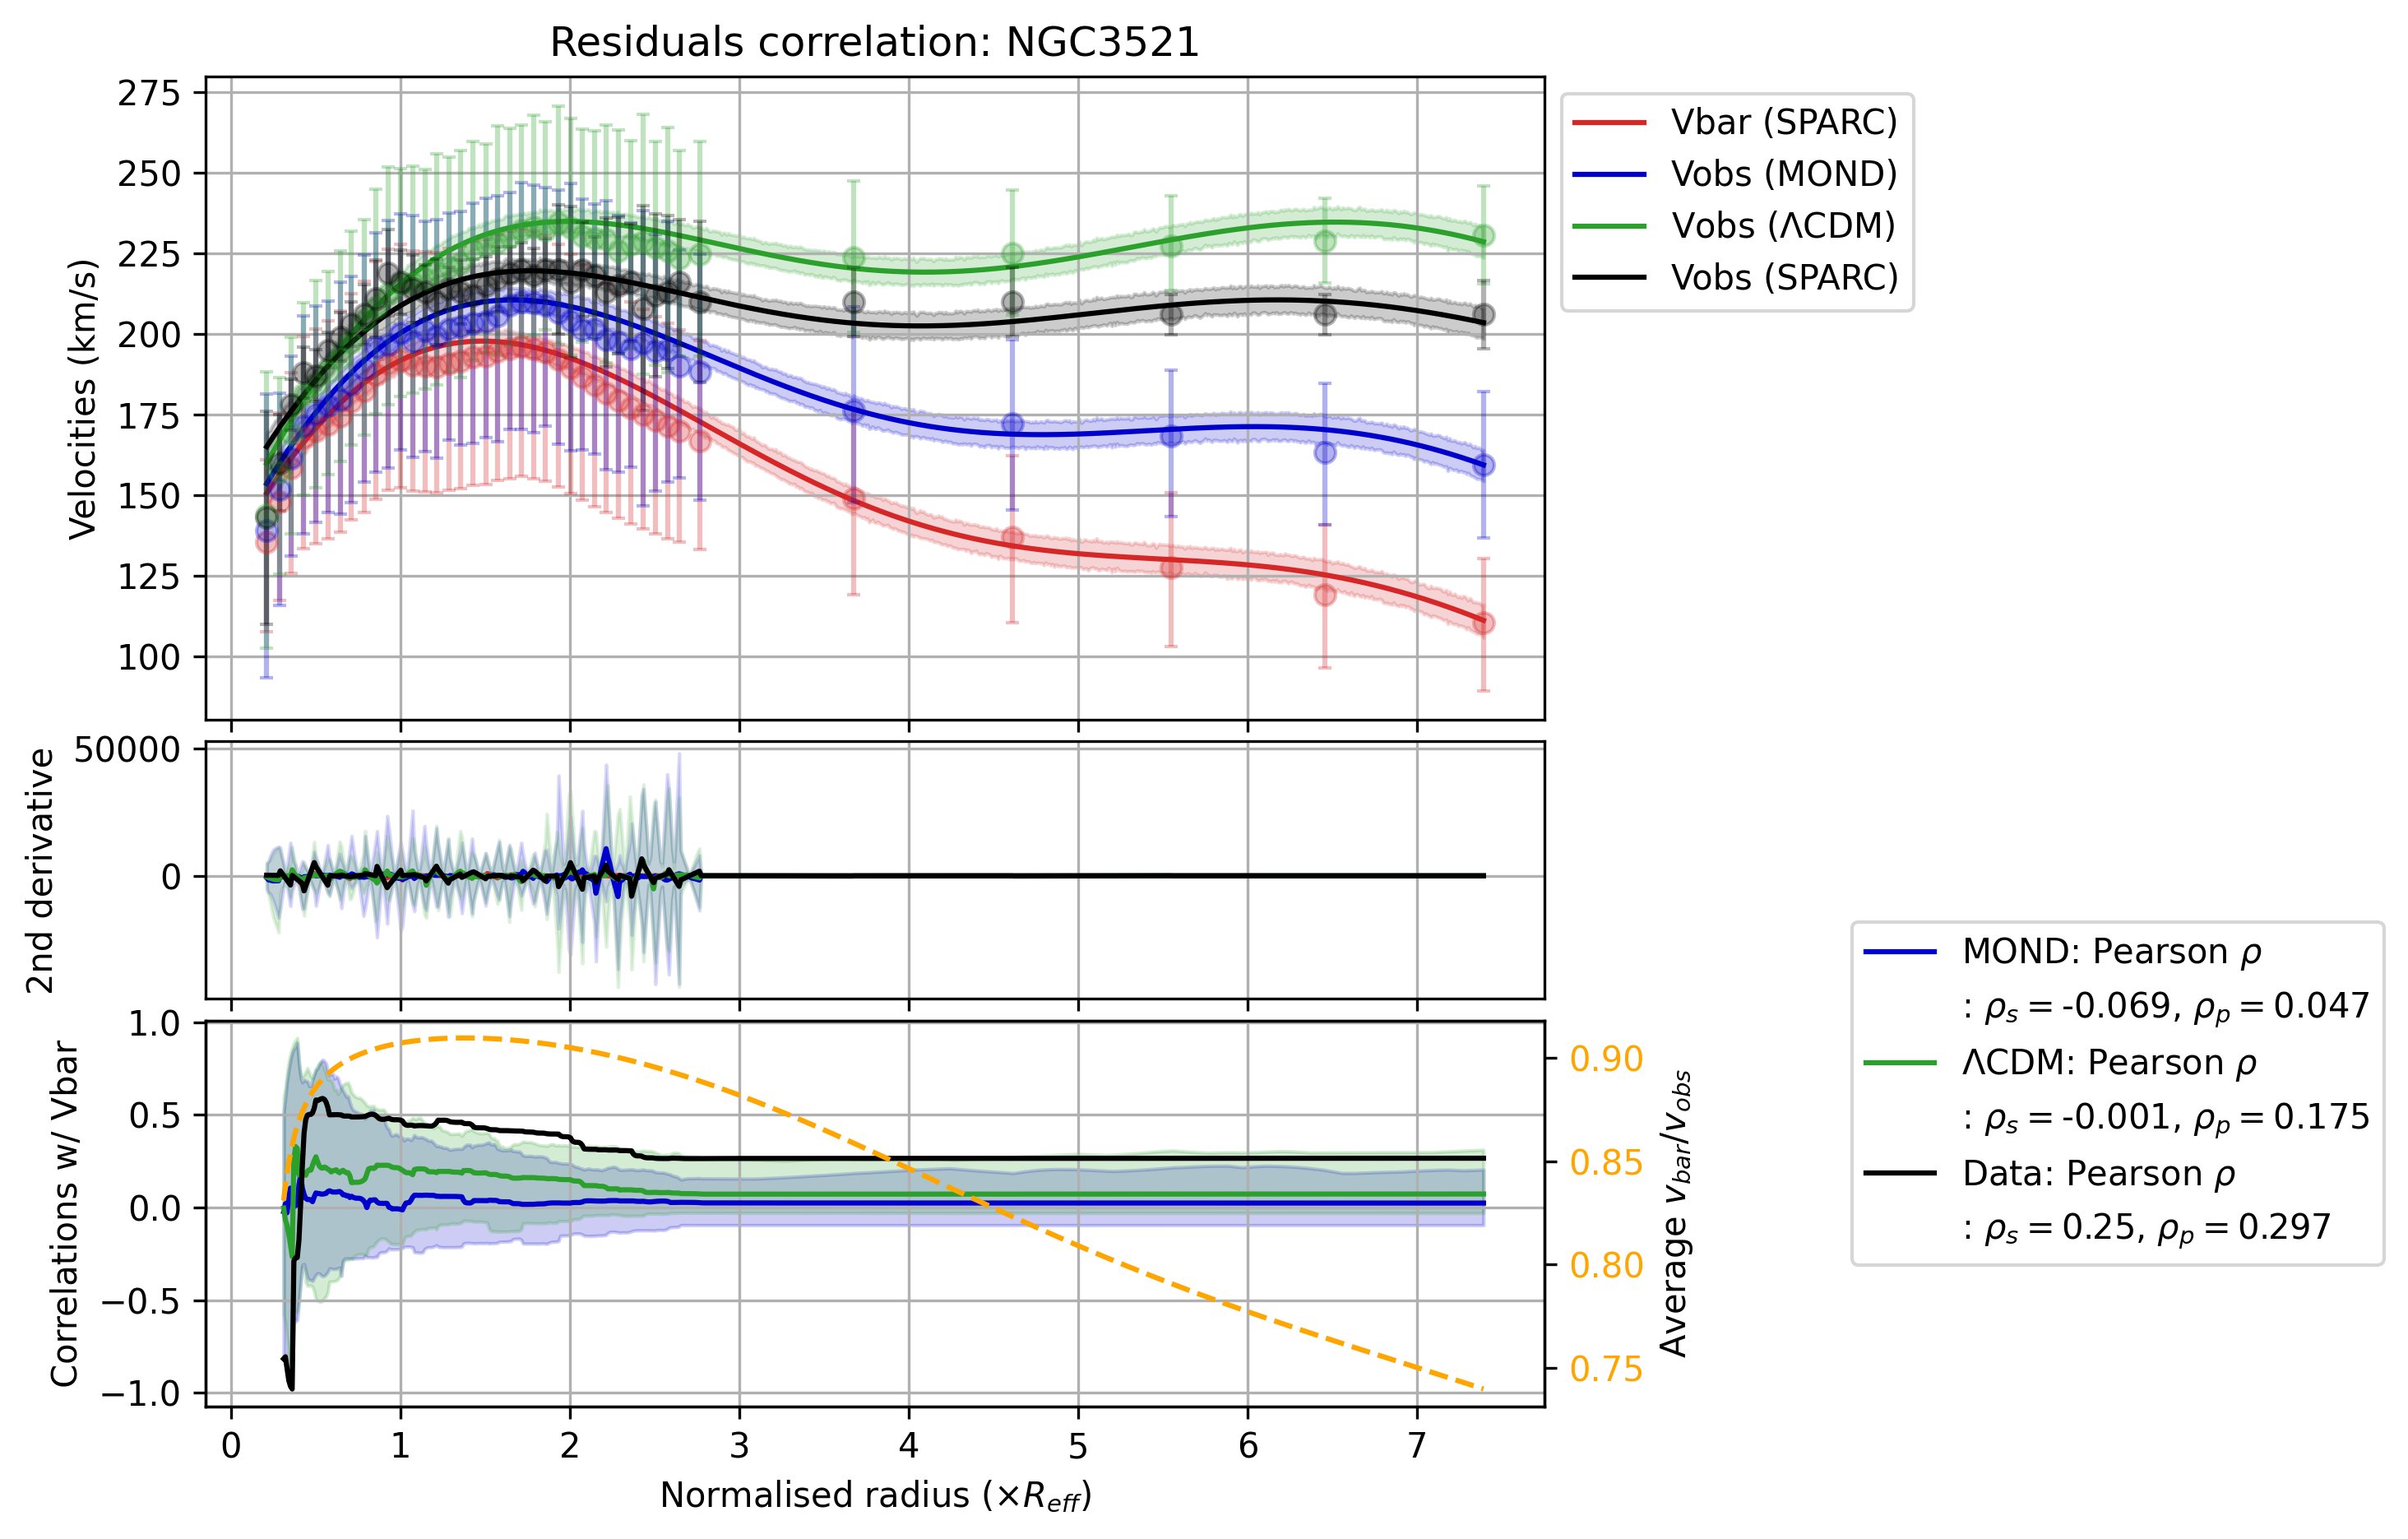 Residuals correlation: NGC3521
275
250
225
200
175
150
125
100
Velocities (km/s)
Vbar (SPARC)
Vobs (MOND)
Vobs (ΛCDM)
Vobs (SPARC)
50000
0
2nd derivative
1.0
0.5
0.0
−0.5
−1.0
Correlations w/ Vbar
0.90
0.85
0.80
0.75
Average v_bar/v_obs
MOND: Pearson ρ
: ρ_s = -0.069, ρ_p = 0.047
ΛCDM: Pearson ρ
: ρ_s = -0.001, ρ_p = 0.175
Data: Pearson ρ
: ρ_s = 0.25, ρ_p = 0.297
0 1 2 3 4 5 6 7
Normalised radius (×R_eff)